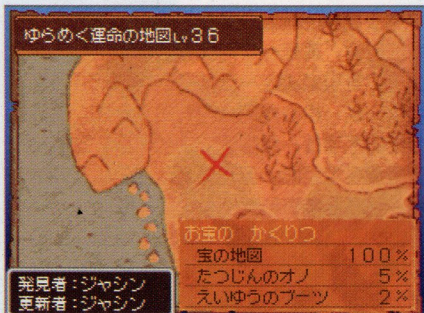 ゆらめく運命の地図Lv36
お宝の かくりつ
宝の地図 100%
たつじんのオノ 5%
えいゆうのブーツ 2%
発見者:ジャシン
更新者:ジャシン